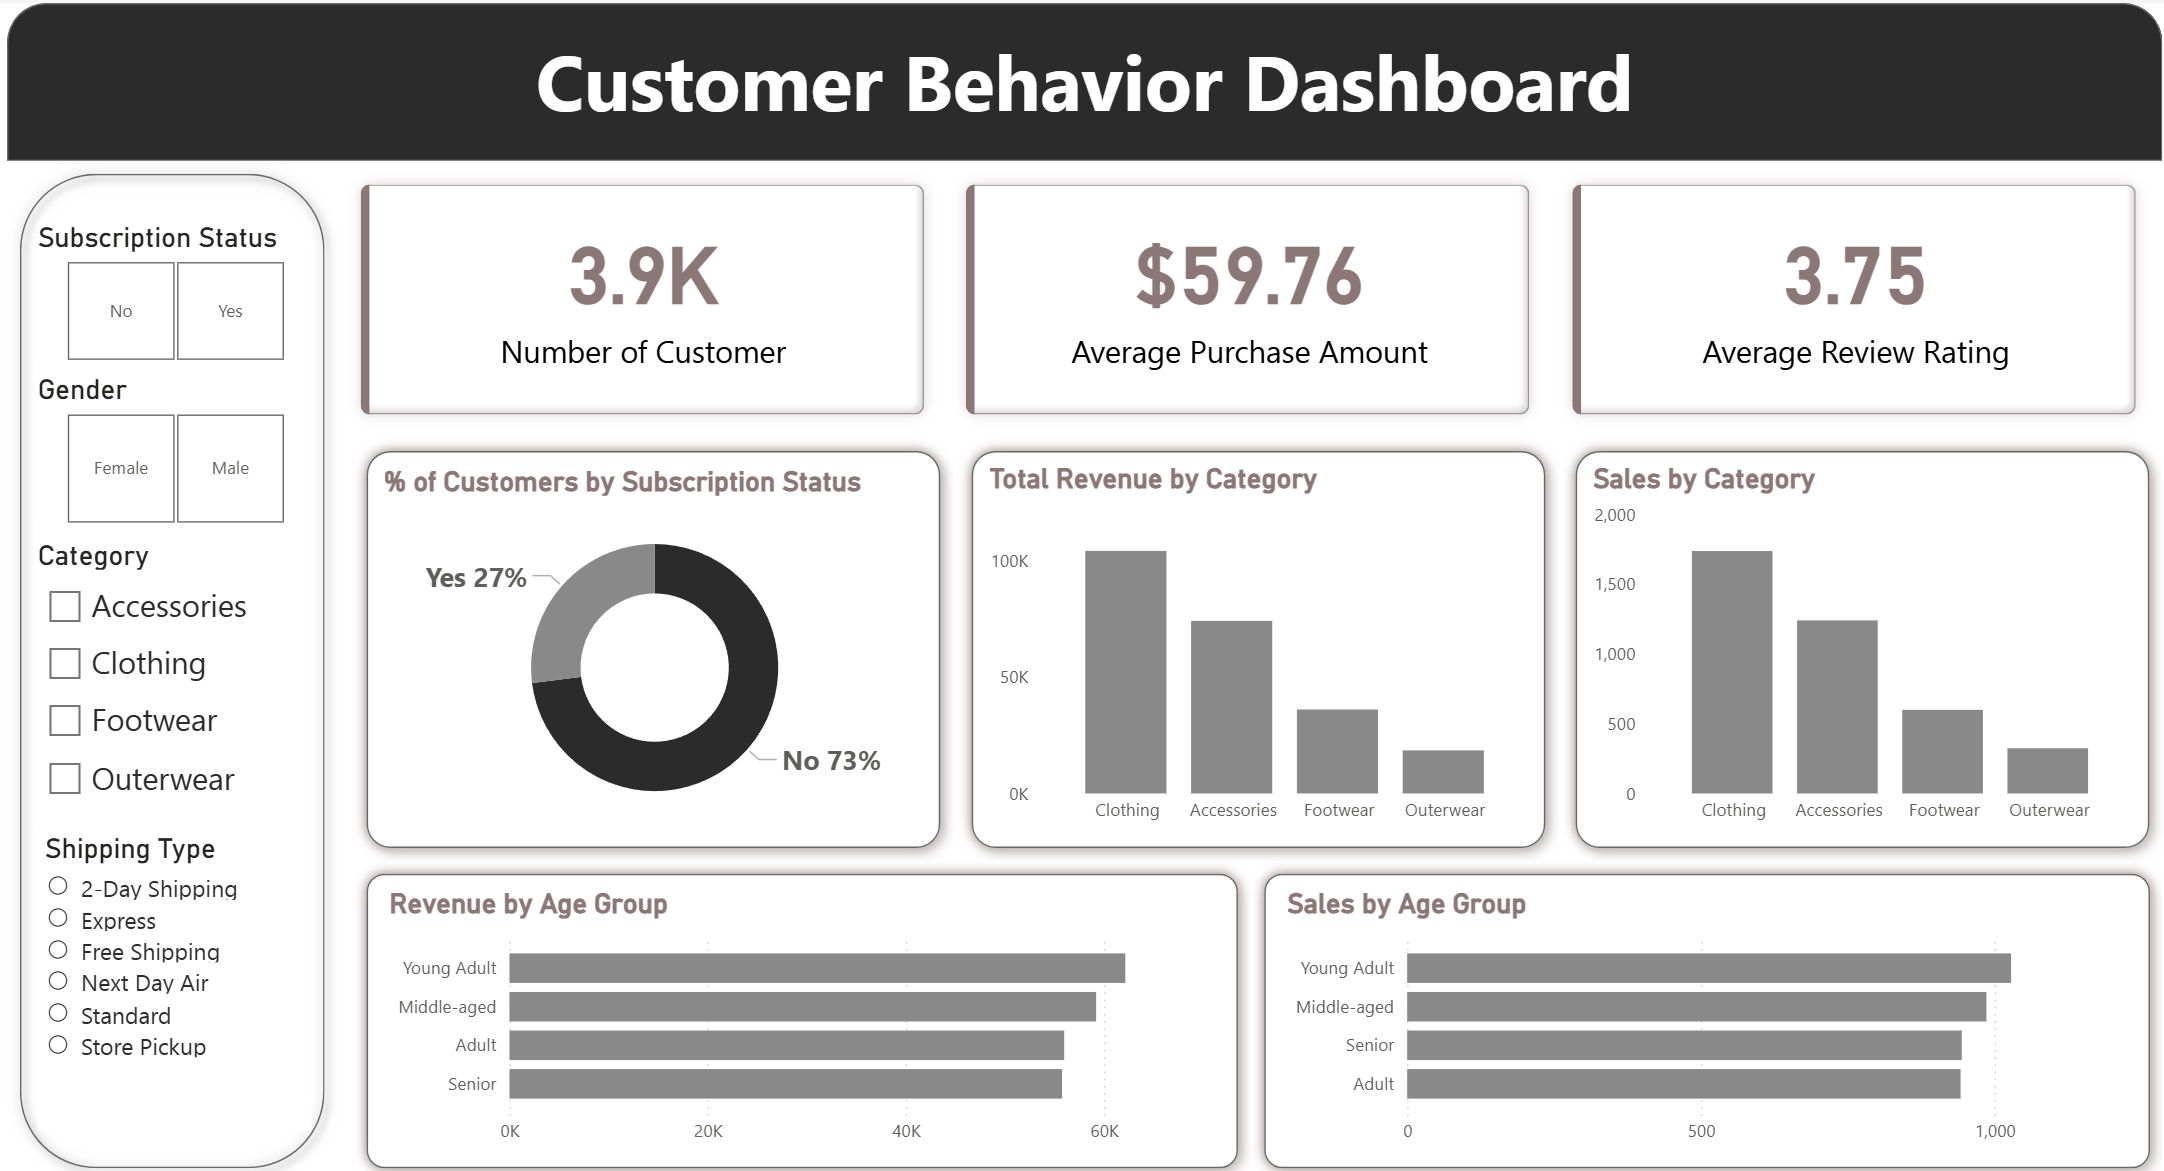 Customer Behavior Dashboard
Subscription Status
No
Yes
Gender
Female
Male
Category
Accessories
Clothing
Footwear
Outerwear
Shipping Type
2-Day Shipping
Express
Free Shipping
Next Day Air
Standard
Store Pickup
3.9K
Number of Customer
$59.76
Average Purchase Amount
3.75
Average Review Rating
% of Customers by Subscription Status
Yes 27%
No 73%
Total Revenue by Category
100K
50K
0K
Clothing
Accessories
Footwear
Outerwear
Sales by Category
2,000
1,500
1,000
500
0
Clothing
Accessories
Footwear
Outerwear
Revenue by Age Group
Young Adult
Middle-aged
Adult
Senior
0K
20K
40K
60K
Sales by Age Group
Young Adult
Middle-aged
Senior
Adult
0
500
1,000